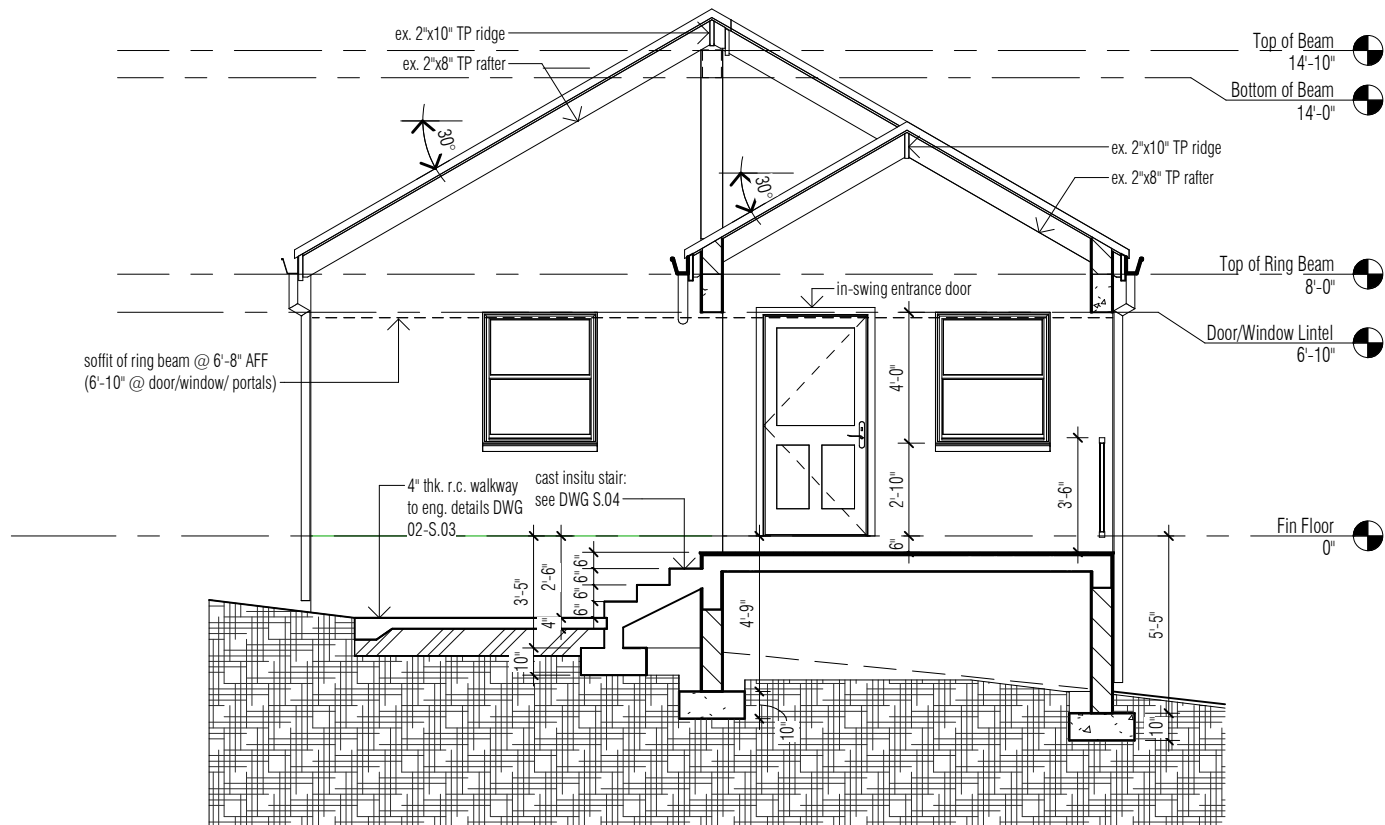 ex. 2"x10" TP ridge
ex. 2"x8" TP rafter
Top of Beam
14'-10"
Bottom of Beam
14'-0"
30°
ex. 2"x10" TP ridge
30°
ex. 2"x8" TP rafter
Top of Ring Beam
8'-0"
in-swing entrance door
Door/Window Lintel
6'-10"
soffit of ring beam @ 6'-8" AFF
(6'-10" @ door/window/ portals)
4'-0"
4" thk. r.c. walkway
to eng. details DWG
02-S.03
cast insitu stair:
see DWG S.04
2'-10"
3'-6"
Fin Floor
0"
6"
3'-5"
2'-6"
6" 6" 6" 6"
4"
4'-9"
5'-5"
10"
10"
10"